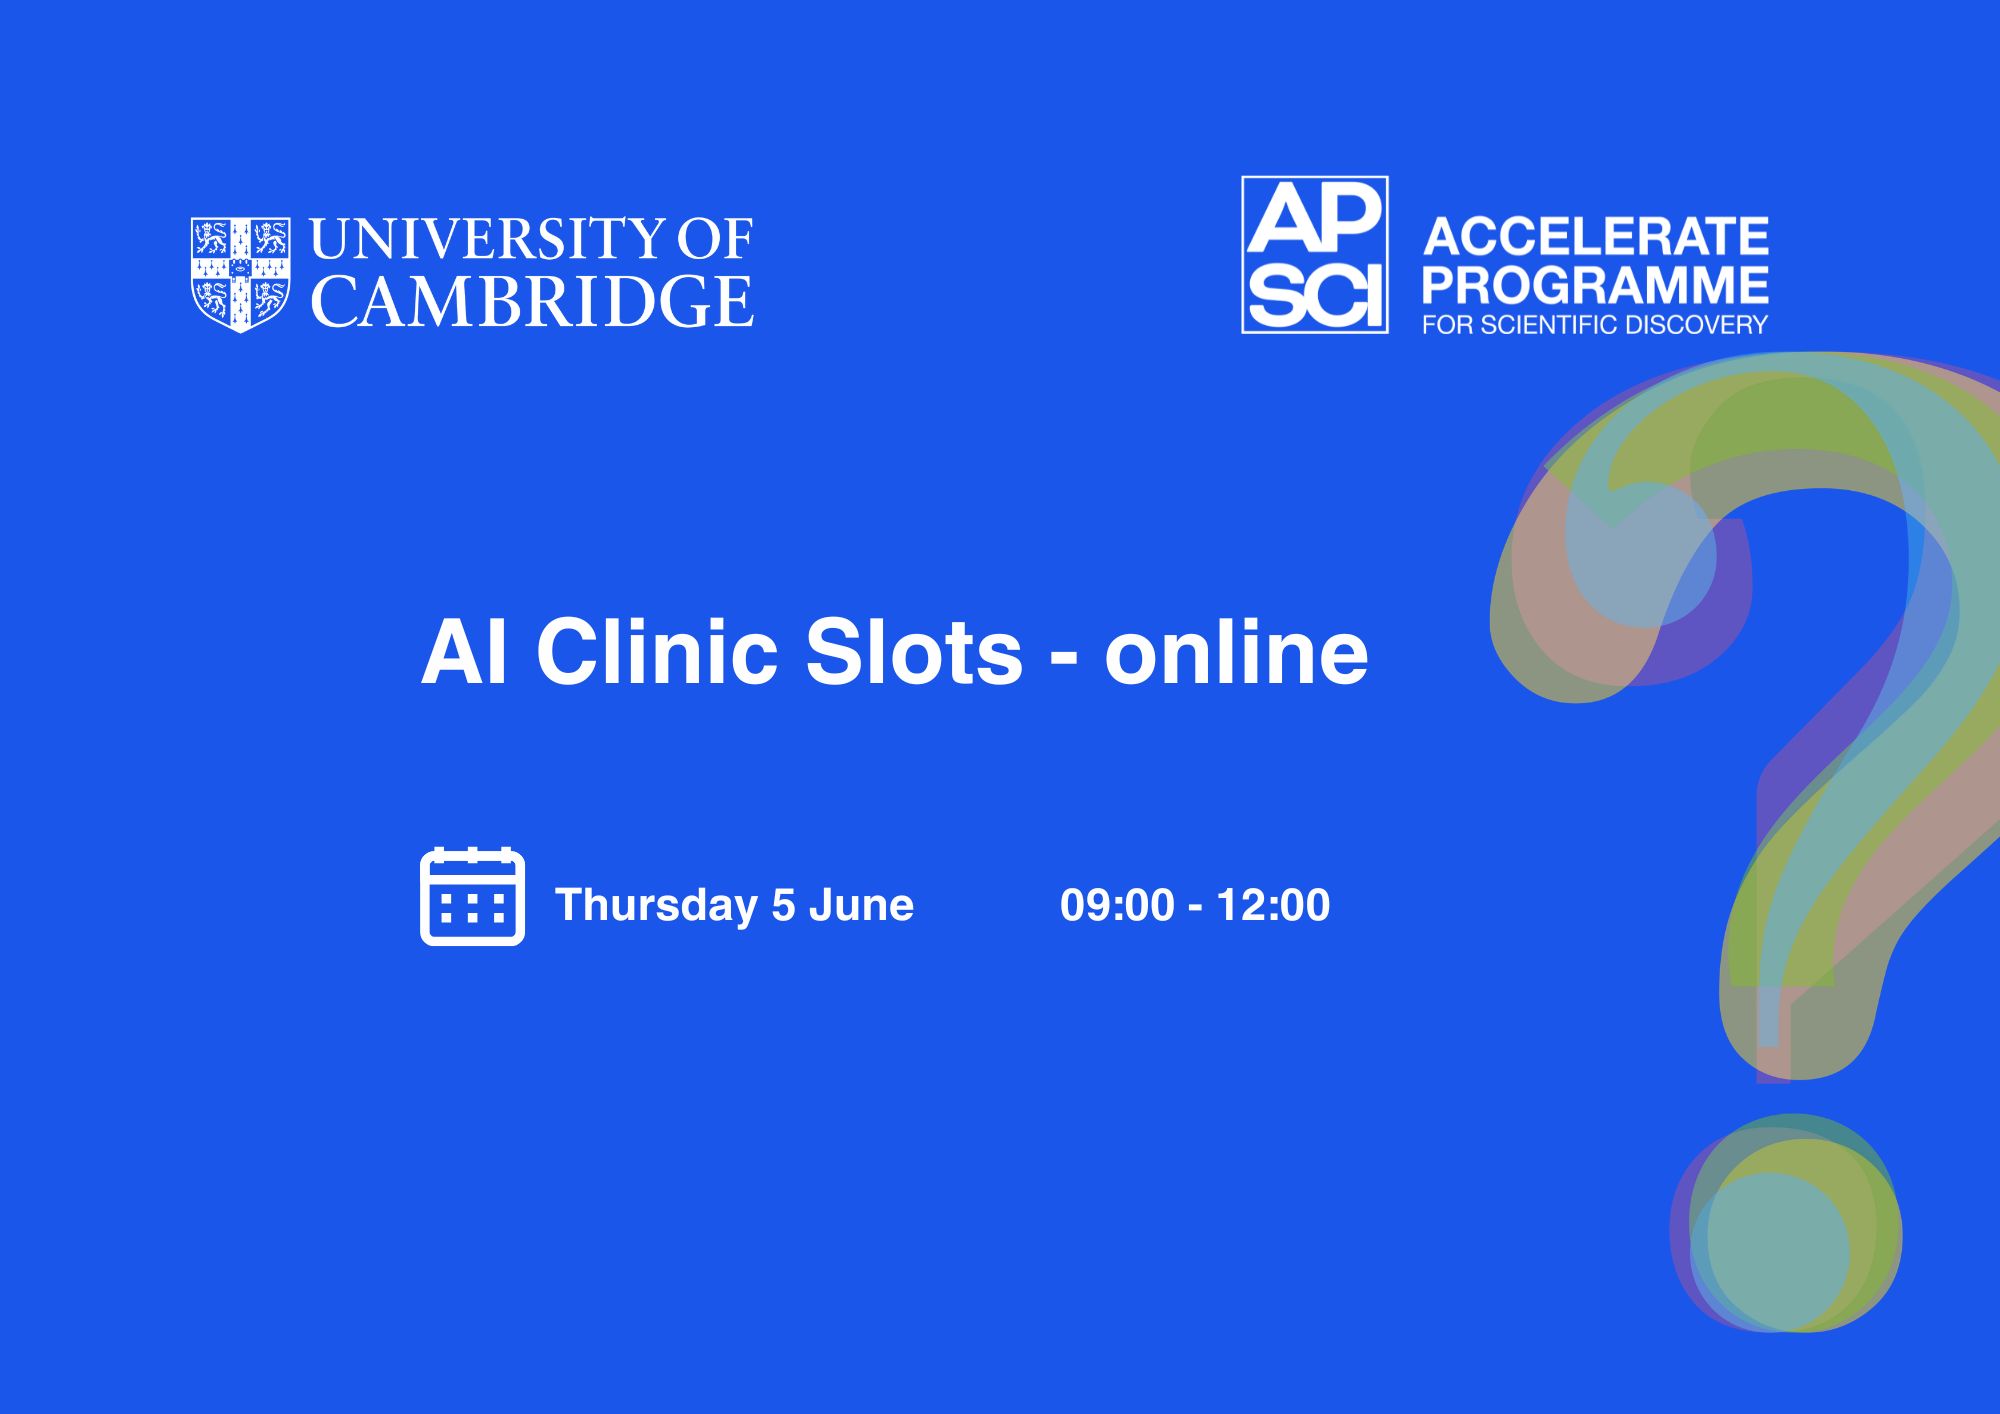 UNIVERSITY OF
CAMBRIDGE
AP
SCI
ACCELERATE
PROGRAMME
FOR SCIENTIFIC DISCOVERY
AI Clinic Slots - online
Thursday 5 June 09:00 - 12:00
?